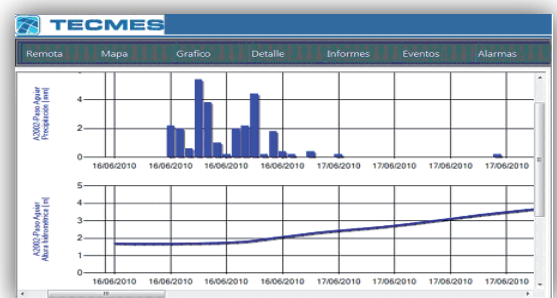 TECMES
Remota Mapa Grafico Detalle Informes Eventos Alarmas
A2002-Paso Aguiar
Precipitación [mm]
4
2
0
16/06/2010 16/06/2010 16/06/2010 16/06/2010 17/06/2010 17/06/2010 17/06/2010 17/06/2010
A2002-Paso Aguiar
Altura hidrométrica [m]
5
4
3
2
1
0
16/06/2010 16/06/2010 16/06/2010 16/06/2010 17/06/2010 17/06/2010 17/06/2010 17/06/2010